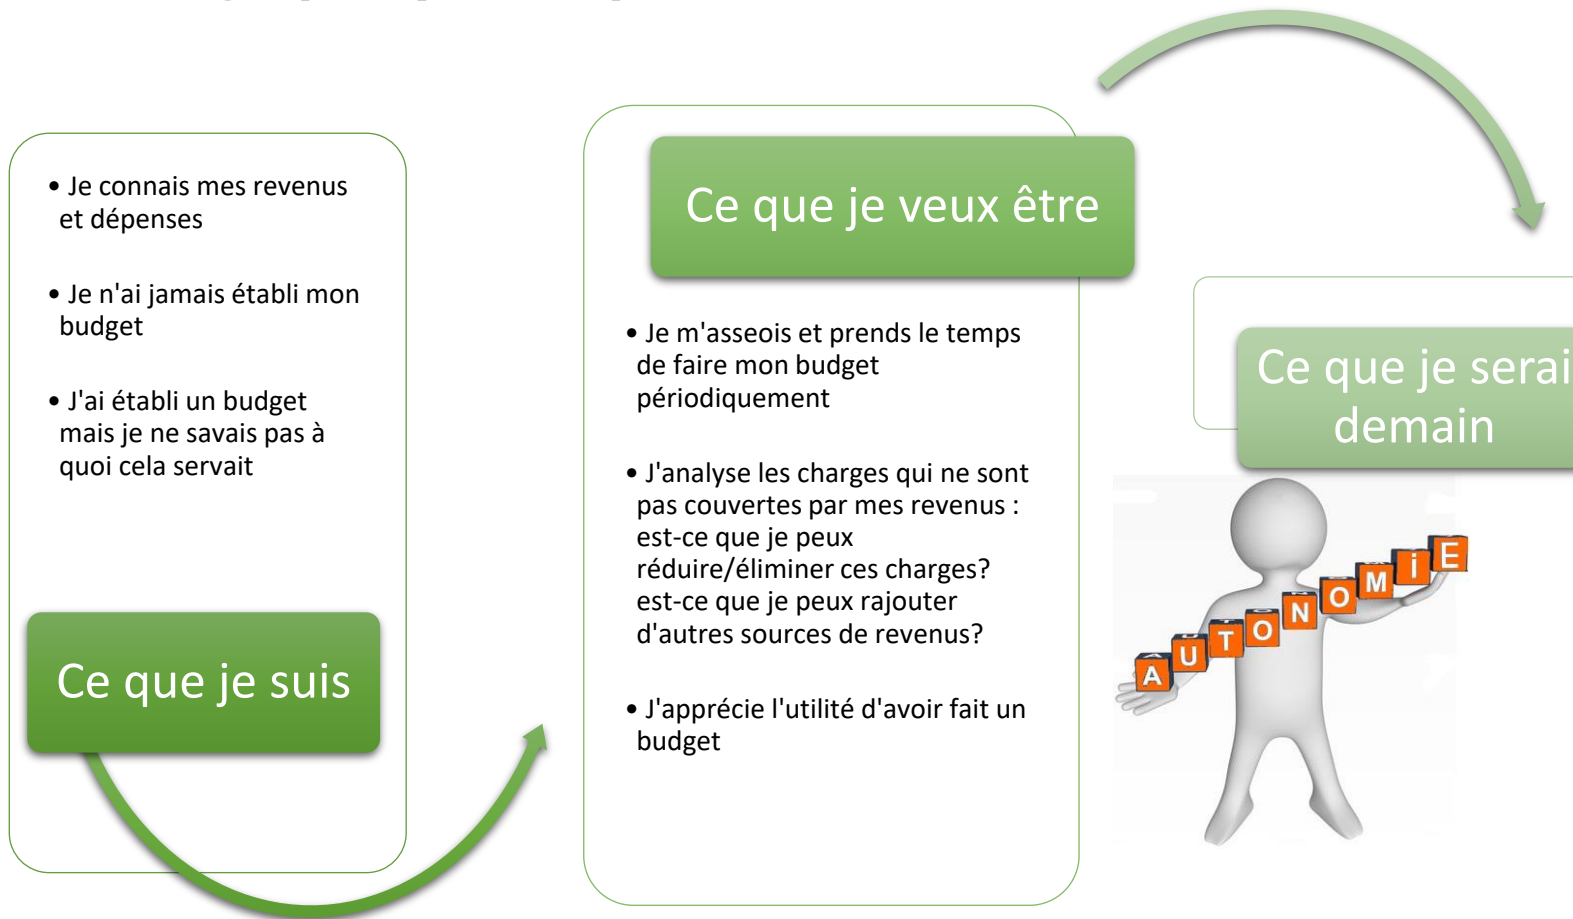 • Je connais mes revenus
et dépenses
• Je n'ai jamais établi mon
budget
• J'ai établi un budget
mais je ne savais pas à
quoi cela servait
Ce que je suis
Ce que je veux être
• Je m'asseois et prends le temps
de faire mon budget
périodiquement
• J'analyse les charges qui ne sont
pas couvertes par mes revenus :
est-ce que je peux
réduire/éliminer ces charges?
est-ce que je peux rajouter
d'autres sources de revenus?
• J'apprécie l'utilité d'avoir fait un
budget
Ce que je serai
demain
AUTONOMiE